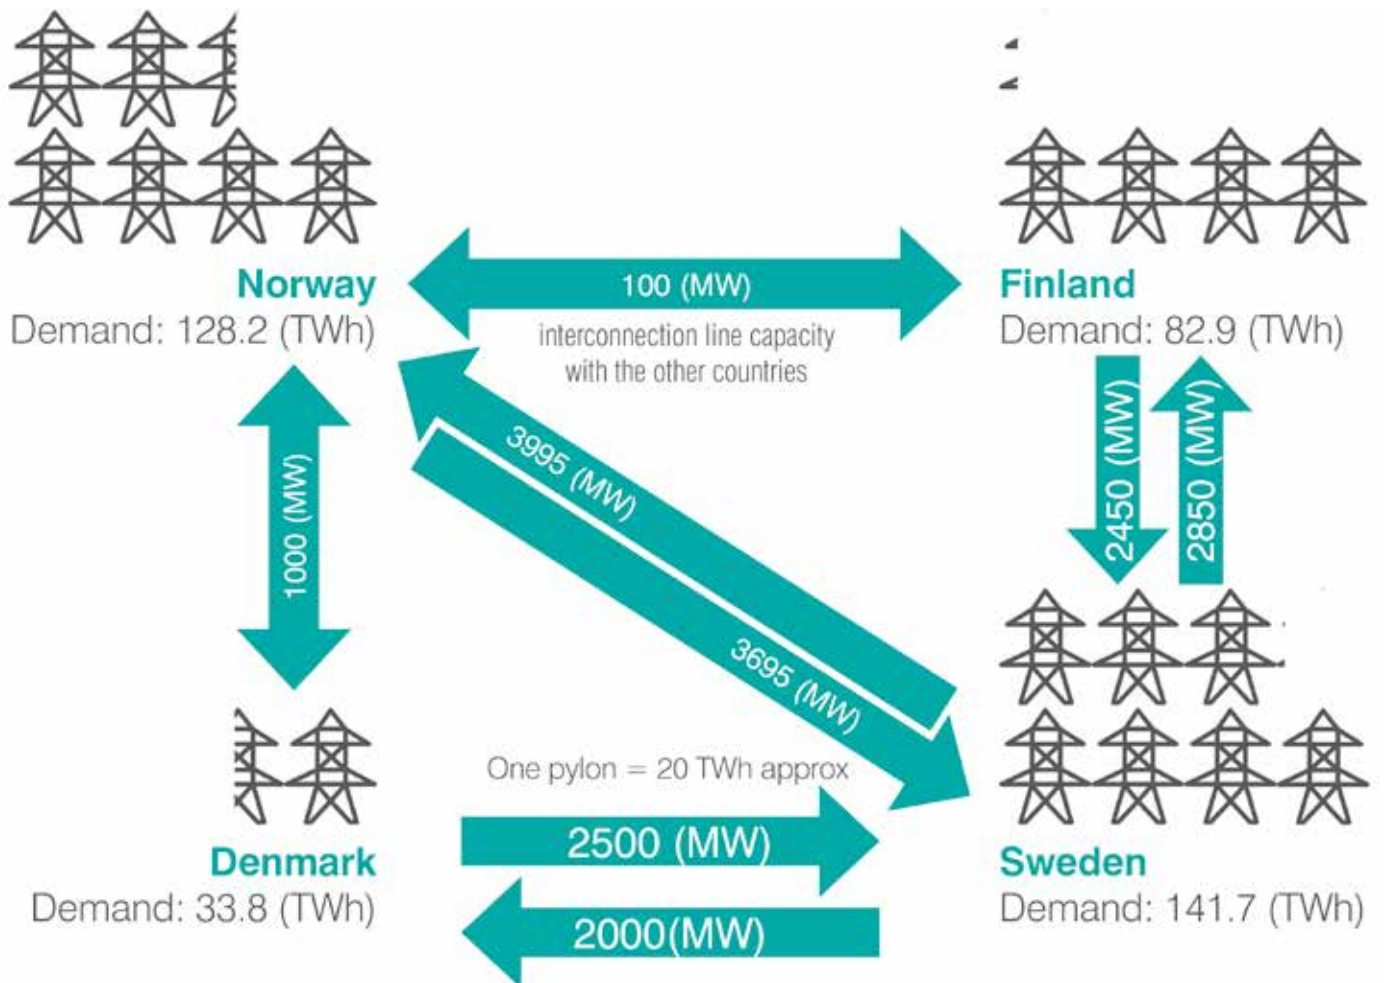 Norway
Demand: 128.2 (TWh)
100 (MW)
interconnection line capacity
with the other countries
Finland
Demand: 82.9 (TWh)
1000 (MW)
3995 (MW)
3695 (MW)
2450 (MW)
2850 (MW)
One pylon = 20 TWh approx
2500 (MW)
2000(MW)
Denmark
Demand: 33.8 (TWh)
Sweden
Demand: 141.7 (TWh)